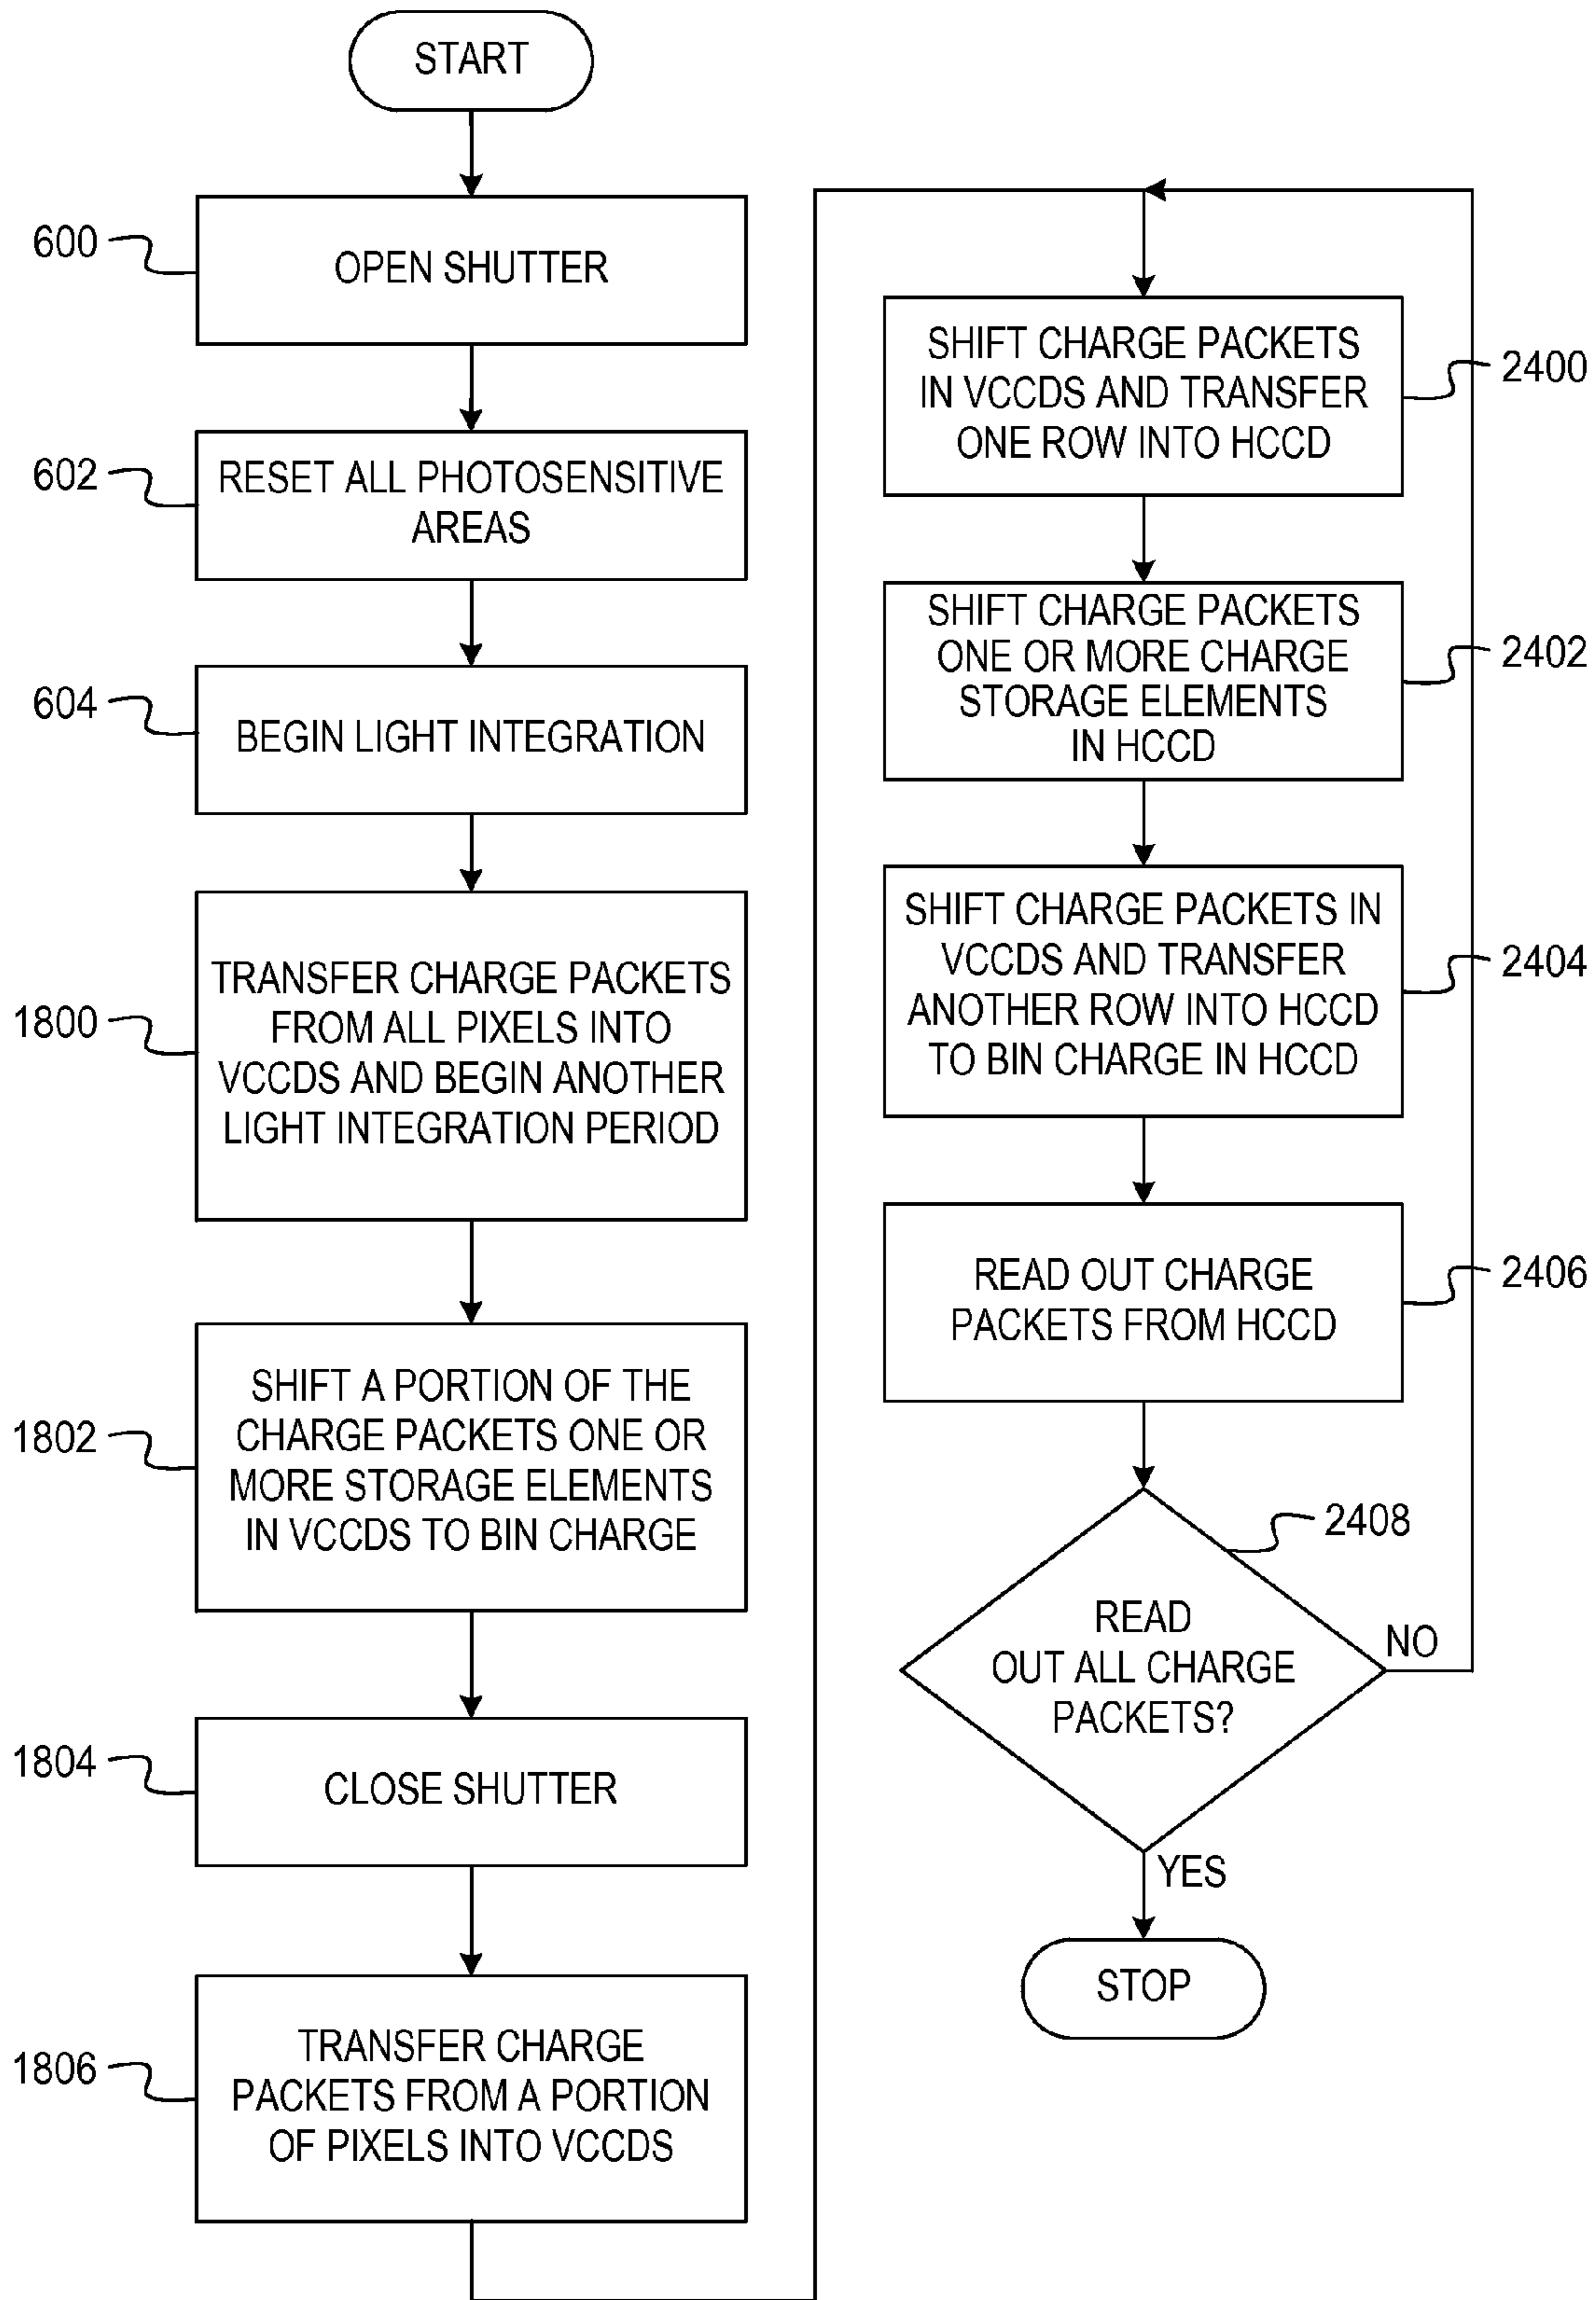 START
600
OPEN SHUTTER
602
RESET ALL PHOTOSENSITIVE
AREAS
604
BEGIN LIGHT INTEGRATION
1800
TRANSFER CHARGE PACKETS
FROM ALL PIXELS INTO
VCCDS AND BEGIN ANOTHER
LIGHT INTEGRATION PERIOD
1802
SHIFT A PORTION OF THE
CHARGE PACKETS ONE OR
MORE STORAGE ELEMENTS
IN VCCDS TO BIN CHARGE
1804
CLOSE SHUTTER
1806
TRANSFER CHARGE
PACKETS FROM A PORTION
OF PIXELS INTO VCCDS
SHIFT CHARGE PACKETS
IN VCCDS AND TRANSFER
ONE ROW INTO HCCD
2400
SHIFT CHARGE PACKETS
ONE OR MORE CHARGE
STORAGE ELEMENTS
IN HCCD
2402
SHIFT CHARGE PACKETS IN
VCCDS AND TRANSFER
ANOTHER ROW INTO HCCD
TO BIN CHARGE IN HCCD
2404
READ OUT CHARGE
PACKETS FROM HCCD
2406
2408
READ
OUT ALL CHARGE
PACKETS?
NO
YES
STOP